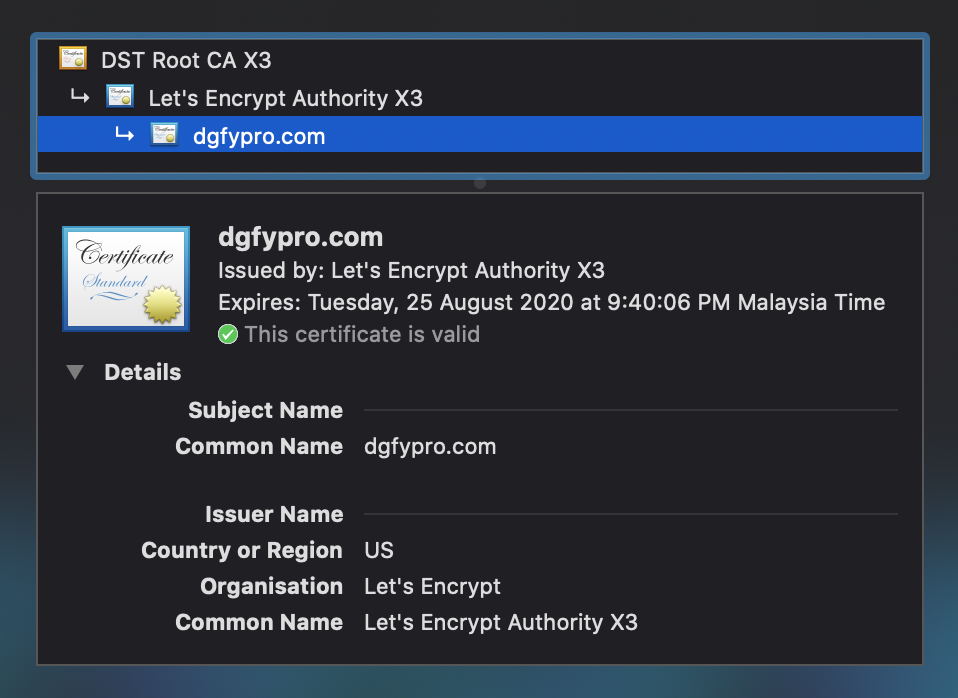 DST Root CA X3
Let's Encrypt Authority X3
dgfypro.com
Certificate
Standard
dgfypro.com
Issued by: Let's Encrypt Authority X3
Expires: Tuesday, 25 August 2020 at 9:40:06 PM Malaysia Time
This certificate is valid
Details
Subject Name
Common Name dgfypro.com
Issuer Name
Country or Region US
Organisation Let's Encrypt
Common Name Let's Encrypt Authority X3